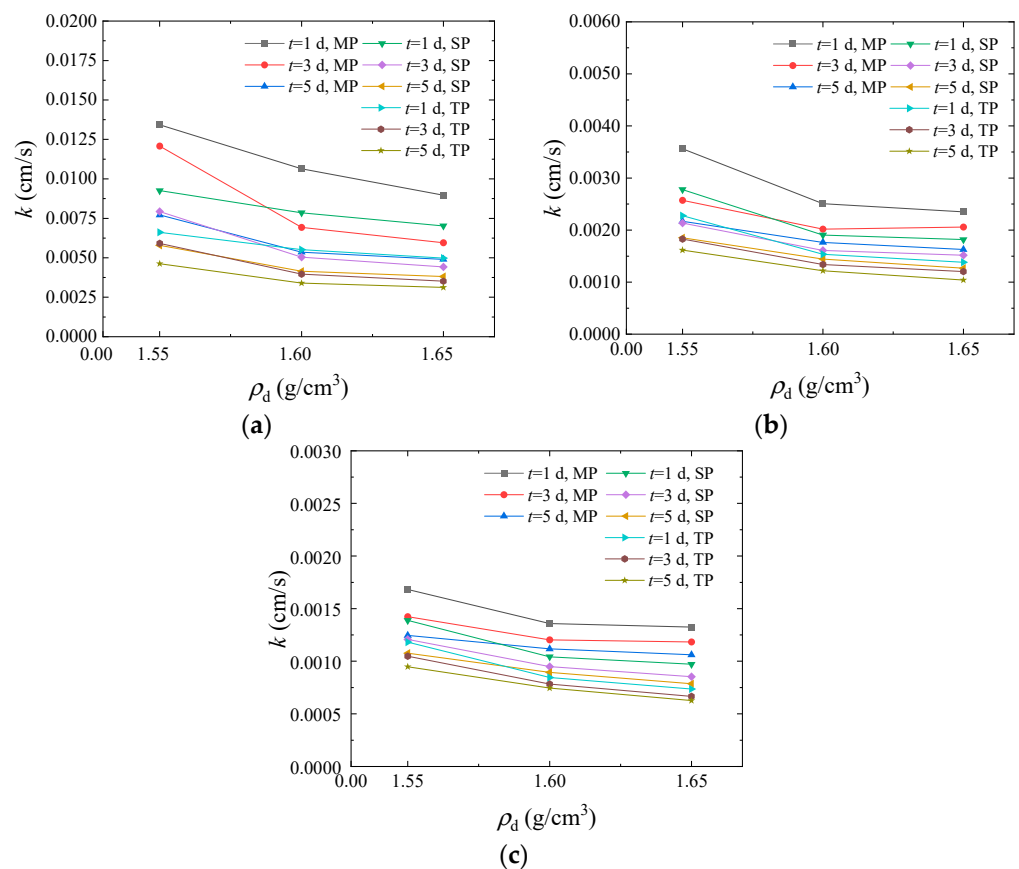 0.0200
0.0175
0.0150
0.0125
0.0100
0.0075
0.0050
0.0025
0.0000
k (cm/s)
t=1 d, MP
t=3 d, MP
t=5 d, MP
t=1 d, SP
t=3 d, SP
t=5 d, SP
t=1 d, TP
t=3 d, TP
t=5 d, TP
0.00 1.55 1.60 1.65
ρd (g/cm³)
(a)
0.0060
0.0050
0.0040
0.0030
0.0020
0.0010
0.0000
k (cm/s)
t=1 d, MP
t=3 d, MP
t=5 d, MP
t=1 d, SP
t=3 d, SP
t=5 d, SP
t=1 d, TP
t=3 d, TP
t=5 d, TP
0.00 1.55 1.60 1.65
ρd (g/cm³)
(b)
0.0030
0.0025
0.0020
0.0015
0.0010
0.0005
0.0000
k (cm/s)
t=1 d, MP
t=3 d, MP
t=5 d, MP
t=1 d, SP
t=3 d, SP
t=5 d, SP
t=1 d, TP
t=3 d, TP
t=5 d, TP
0.00 1.55 1.60 1.65
ρd (g/cm³)
(c)